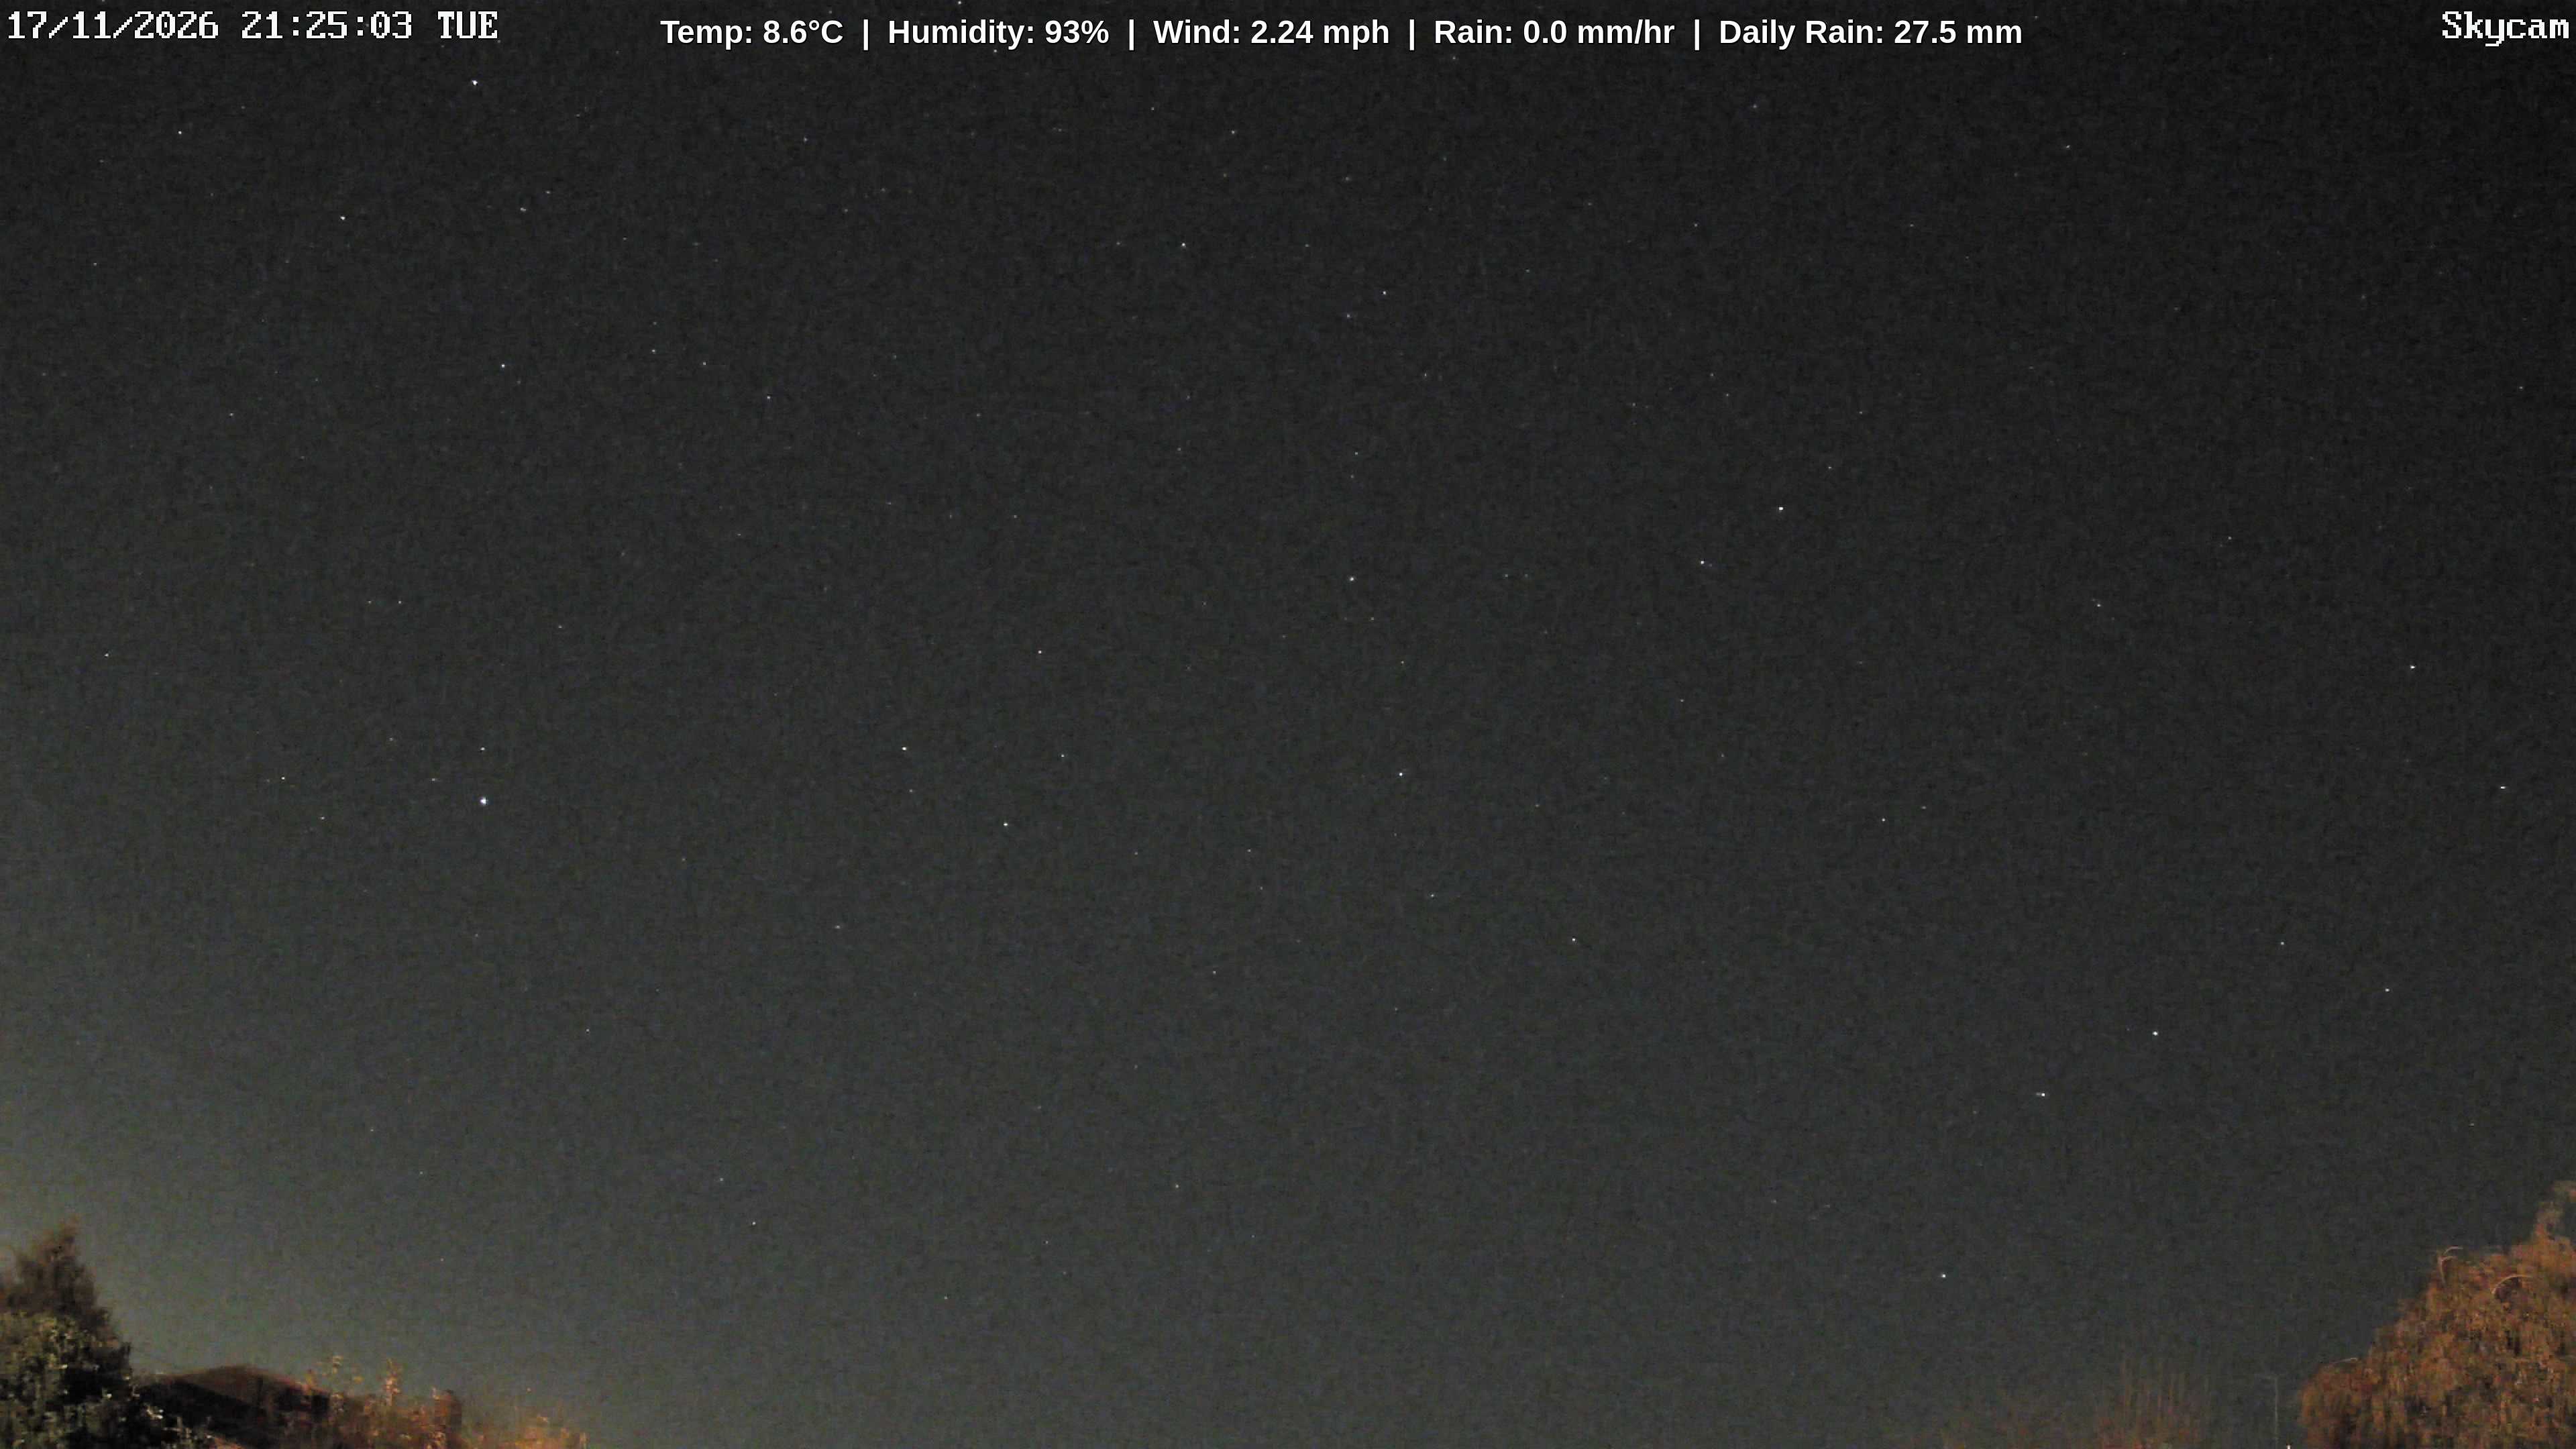 17/11/2026 21:25:03 TUE
Temp: 8.6°C | Humidity: 93% | Wind: 2.24 mph | Rain: 0.0 mm/hr | Daily Rain: 27.5 mm
Skycam